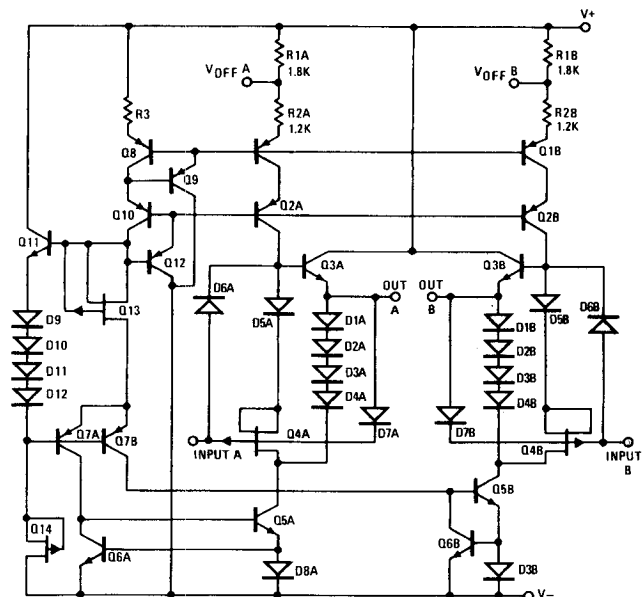 V+
R1A
1.8K
R1B
1.8K
VOFF A
VOFF B
R3
R2A
1.2K
R2B
1.2K
Q8
Q1B
Q9
Q10
Q2A
Q2B
Q11
Q12
Q3A
Q3B
D6A
OUT
A
OUT
B
D5A
D5B
D6B
Q13
D9
D10
D11
D12
D1A
D2A
D3A
D4A
D1B
D2B
D3B
D4B
D7A
D7B
Q7A
Q7B
INPUT A
Q4A
Q4B
INPUT
B
Q14
Q5A
Q5B
Q6A
Q6B
D8A
D3B
V−